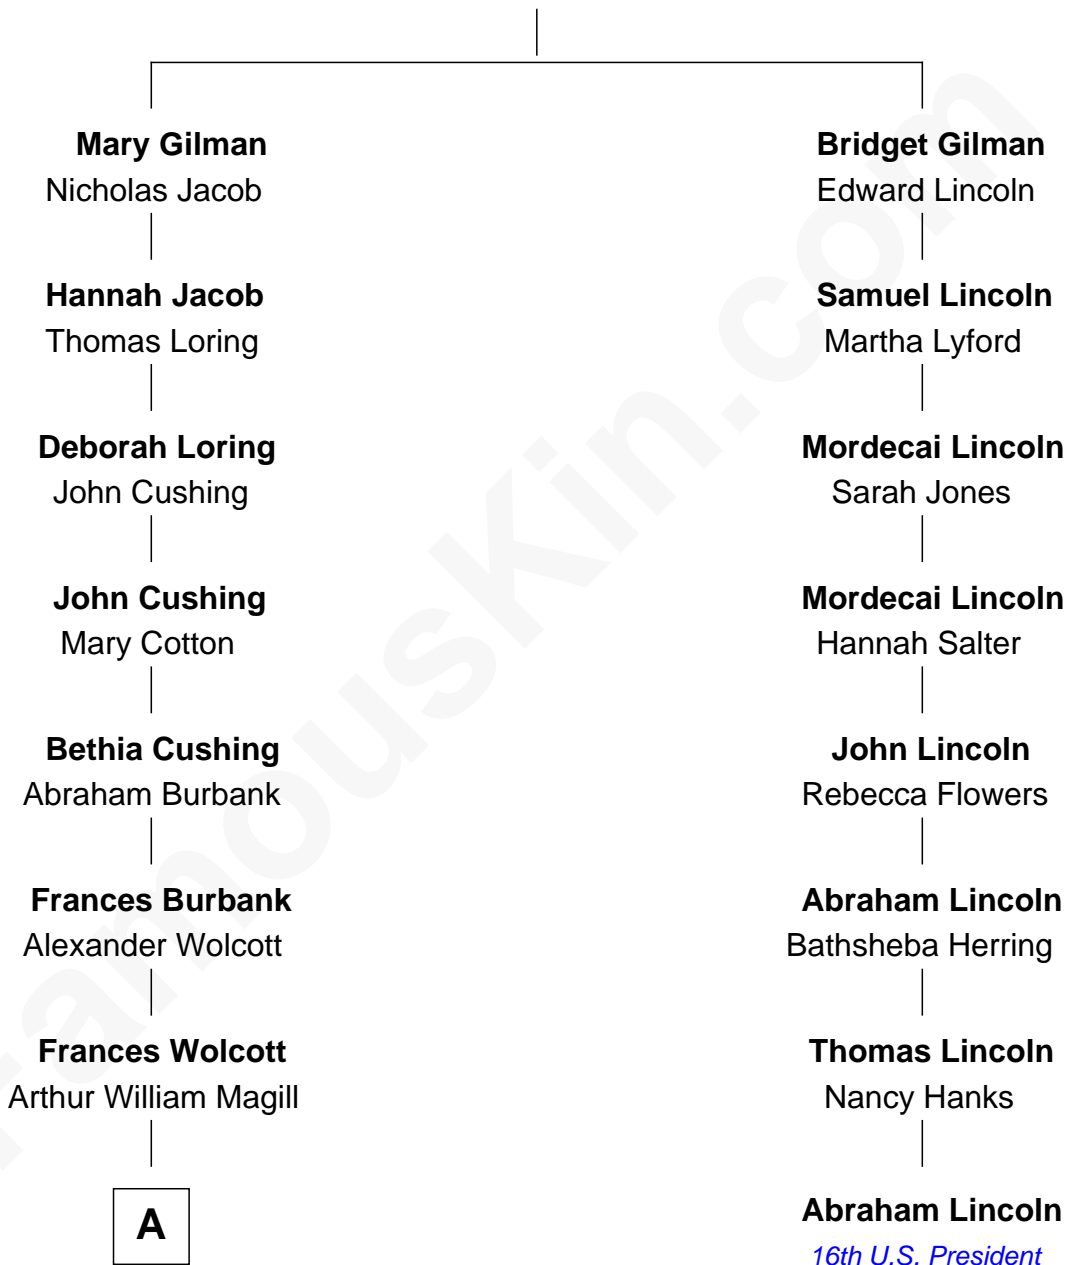 Mary Gilman
Nicholas Jacob
Bridget Gilman
Edward Lincoln
Hannah Jacob
Thomas Loring
Samuel Lincoln
Martha Lyford
Deborah Loring
John Cushing
Mordecai Lincoln
Sarah Jones
John Cushing
Mary Cotton
Mordecai Lincoln
Hannah Salter
Bethia Cushing
Abraham Burbank
John Lincoln
Rebecca Flowers
Frances Burbank
Alexander Wolcott
Abraham Lincoln
Bathsheba Herring
Frances Wolcott
Arthur William Magill
Thomas Lincoln
Nancy Hanks
A
Abraham Lincoln
16th U.S. President
FamousKin.com